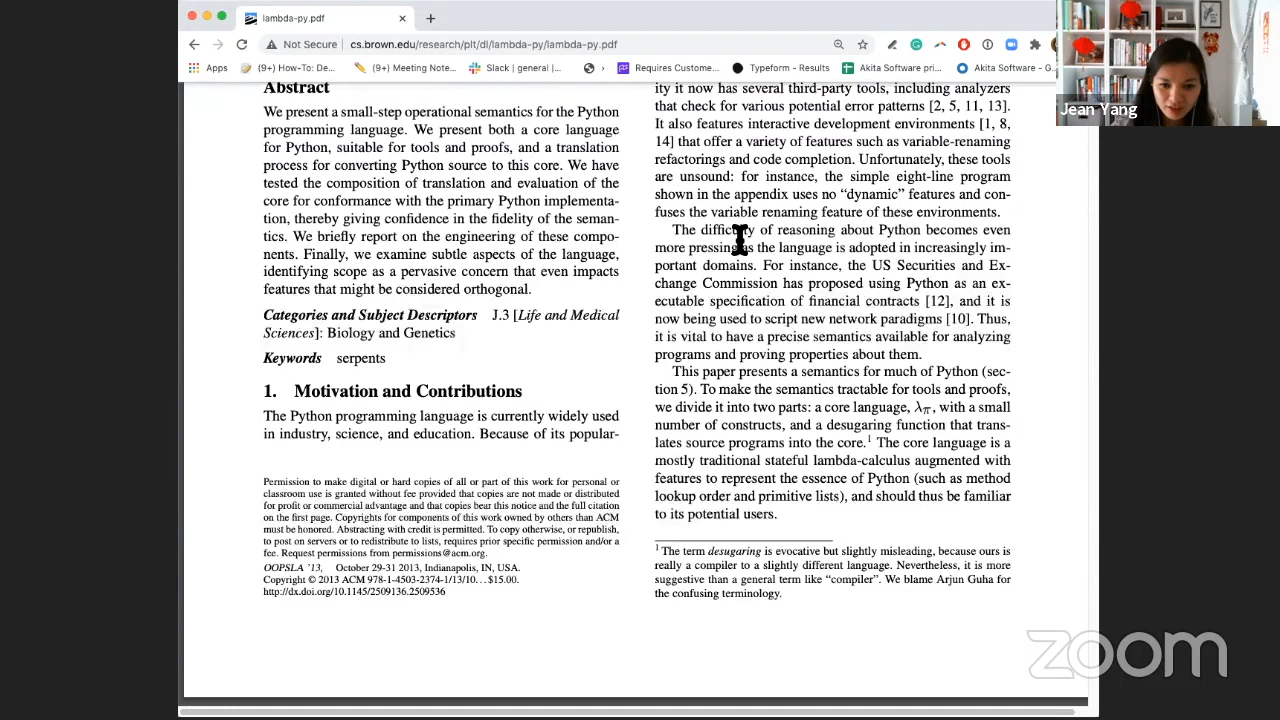 lambda-py.pdf
Not Secure
cs.brown.edu/research/plt/dl/lambda-py/lambda-py.pdf
Apps
(9+) How-To: De...
(9+) Meeting Note...
Slack | general |...
Requires Custome...
Typeform - Results
Akita Software pri...
Akita Software - G...
Jean Yang
Abstract
We present a small-step operational semantics for the Python
programming language. We present both a core language
for Python, suitable for tools and proofs, and a translation
process for converting Python source to this core. We have
tested the composition of translation and evaluation of the
core for conformance with the primary Python implementa-
tion, thereby giving confidence in the fidelity of the seman-
tics. We briefly report on the engineering of these compo-
nents. Finally, we examine subtle aspects of the language,
identifying scope as a pervasive concern that even impacts
features that might be considered orthogonal.
Categories and Subject Descriptors J.3 [Life and Medical
Sciences]: Biology and Genetics
Keywords serpents
1. Motivation and Contributions
The Python programming language is currently widely used
in industry, science, and education. Because of its popular-
Permission to make digital or hard copies of all or part of this work for personal or
classroom use is granted without fee provided that copies are not made or distributed
for profit or commercial advantage and that copies bear this notice and the full citation
on the first page. Copyrights for components of this work owned by others than ACM
must be honored. Abstracting with credit is permitted. To copy otherwise, or republish,
to post on servers or to redistribute to lists, requires prior specific permission and/or a
fee. Request permissions from permissions@acm.org.
OOPSLA '13, October 29-31 2013, Indianapolis, IN, USA.
Copyright © 2013 ACM 978-1-4503-2374-1/13/10...$15.00.
http://dx.doi.org/10.1145/2509136.2509536
ity it now has several third-party tools, including analyzers
that check for various potential error patterns [2, 5, 11, 13].
It also features interactive development environments [1, 8,
14] that offer a variety of features such as variable-renaming
refactorings and code completion. Unfortunately, these tools
are unsound: for instance, the simple eight-line program
shown in the appendix uses no “dynamic” features and con-
fuses the variable renaming feature of these environments.
The difficulty of reasoning about Python becomes even
more pressing as the language is adopted in increasingly im-
portant domains. For instance, the US Securities and Ex-
change Commission has proposed using Python as an ex-
ecutable specification of financial contracts [12], and it is
now being used to script new network paradigms [10]. Thus,
it is vital to have a precise semantics available for analyzing
programs and proving properties about them.
This paper presents a semantics for much of Python (sec-
tion 5). To make the semantics tractable for tools and proofs,
we divide it into two parts: a core language, λπ, with a small
number of constructs, and a desugaring function that trans-
lates source programs into the core.1 The core language is a
mostly traditional stateful lambda-calculus augmented with
features to represent the essence of Python (such as method
lookup order and primitive lists), and should thus be familiar
to its potential users.
1 The term desugaring is evocative but slightly misleading, because ours is
really a compiler to a slightly different language. Nevertheless, it is more
suggestive than a general term like “compiler”. We blame Arjun Guha for
the confusing terminology.
zoom